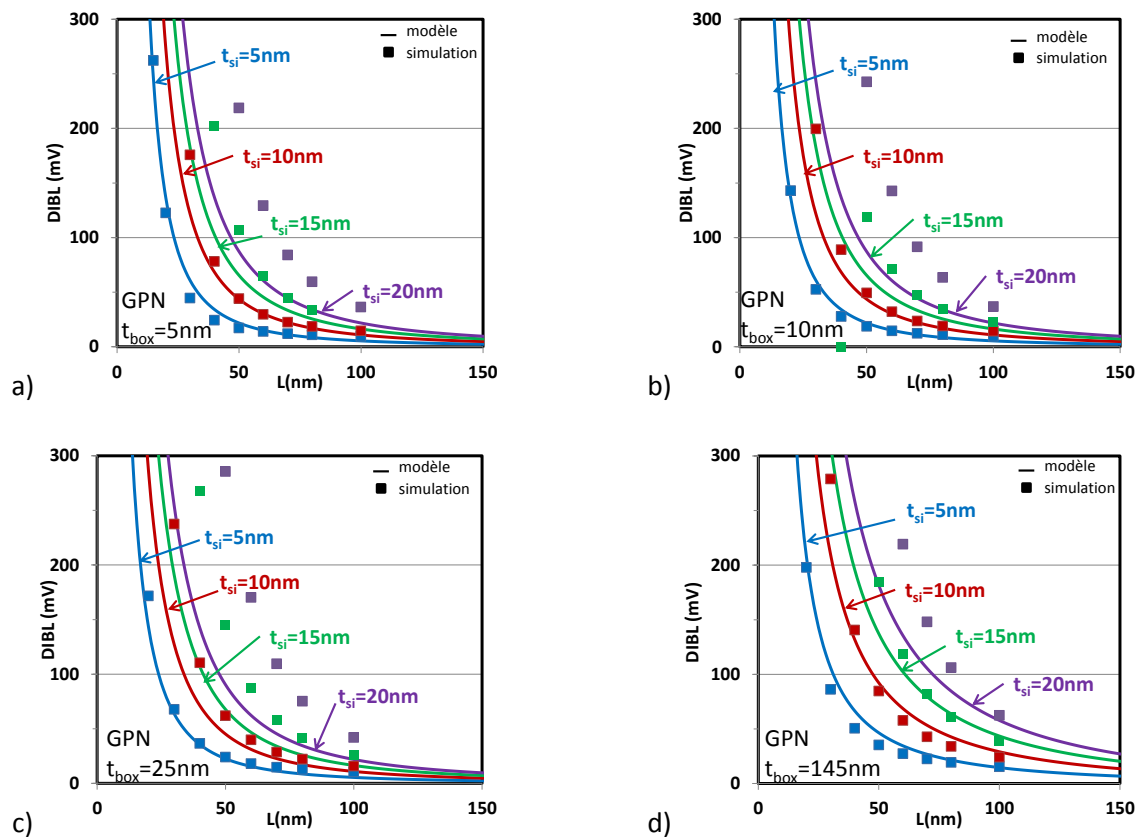 300
200
100
0
DIBL (mV)
modèle
simulation
tsi=5nm
tsi=10nm
tsi=15nm
tsi=20nm
GPN
tbox=5nm
0 50 100 150
L(nm)
a)
300
200
100
0
DIBL (mV)
modèle
simulation
tsi=5nm
tsi=10nm
tsi=15nm
tsi=20nm
GPN
tbox=10nm
0 50 100 150
L(nm)
b)
300
200
100
0
DIBL (mV)
modèle
simulation
tsi=5nm
tsi=10nm
tsi=15nm
tsi=20nm
GPN
tbox=25nm
0 50 100 150
L(nm)
c)
300
200
100
0
DIBL (mV)
modèle
simulation
tsi=5nm
tsi=10nm
tsi=15nm
tsi=20nm
GPN
tbox=145nm
0 50 100 150
L(nm)
d)